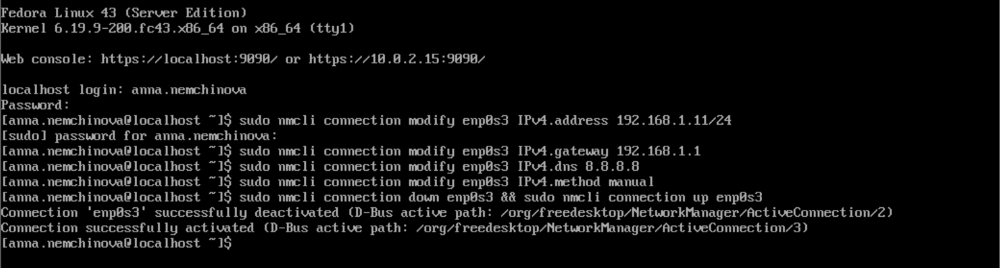 Fedora Linux 43 (Server Edition)
Kernel 6.19.9-200.fc43.x86_64 on x86_64 (tty1)
Web console: https://localhost:9090/ or https://10.0.2.15:9090/
localhost login: anna.nemchinova
Password:
[anna.nemchinova@localhost ~]$ sudo nmcli connection modify enp0s3 IPv4.address 192.168.1.11/24
[sudo] password for anna.nemchinova:
[anna.nemchinova@localhost ~]$ sudo nmcli connection modify enp0s3 IPv4.gateway 192.168.1.1
[anna.nemchinova@localhost ~]$ sudo nmcli connection modify enp0s3 IPv4.dns 8.8.8.8
[anna.nemchinova@localhost ~]$ sudo nmcli connection modify enp0s3 IPv4.method manual
[anna.nemchinova@localhost ~]$ sudo nmcli connection down enp0s3 && sudo nmcli connection up enp0s3
Connection 'enp0s3' successfully deactivated (D-Bus active path: /org/freedesktop/NetworkManager/ActiveConnection/2)
Connection successfully activated (D-Bus active path: /org/freedesktop/NetworkManager/ActiveConnection/3)
[anna.nemchinova@localhost ~]$